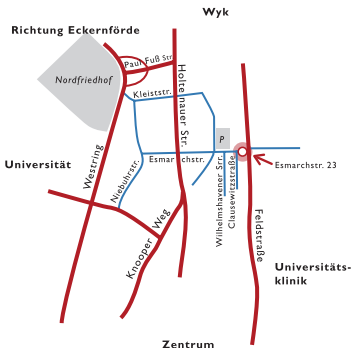 Wyk
Richtung Eckernförde
Paul Fuß Str.
Nordfriedhof
Holtenauer Str.
Kleiststr.
P
Esmarchstr.
Universität
Westring
Niebuhrstr.
Wilhelmshavener Srr.
Clausewitzstraße
Esmarchstr. 23
Knooper Weg
Feldstraße
Universitäts-
klinik
Zentrum